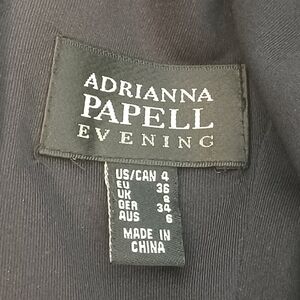 ADRIANNA
PAPELL
EVENING
US/CAN 4
EU 36
UK 8
GER 34
AUS 6
MADE IN
CHINA